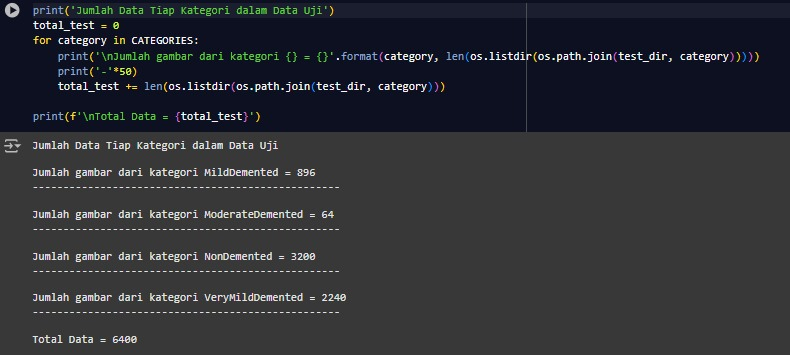 print('Jumlah Data Tiap Kategori dalam Data Uji')
total_test = 0
for category in CATEGORIES:
    print('\nJumlah gambar dari kategori {} = {}'.format(category, len(os.listdir(os.path.join(test_dir, category)))))
    print('-'*50)
    total_test += len(os.listdir(os.path.join(test_dir, category)))

print(f'\nTotal Data = {total_test}')
Jumlah Data Tiap Kategori dalam Data Uji

Jumlah gambar dari kategori MildDemented = 896
--------------------------------------------------

Jumlah gambar dari kategori ModerateDemented = 64
--------------------------------------------------

Jumlah gambar dari kategori NonDemented = 3200
--------------------------------------------------

Jumlah gambar dari kategori VeryMildDemented = 2240
--------------------------------------------------

Total Data = 6400